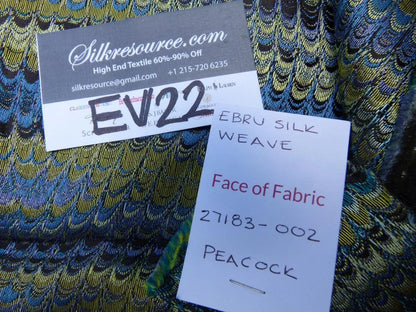 Silkresource.com
High End Textile 60%-90% Off
silkresource@gmail.com +1 215-720 6235
EV22
EBRU SILK
WEAVE
Face of Fabric
27183-002
PEACOCK